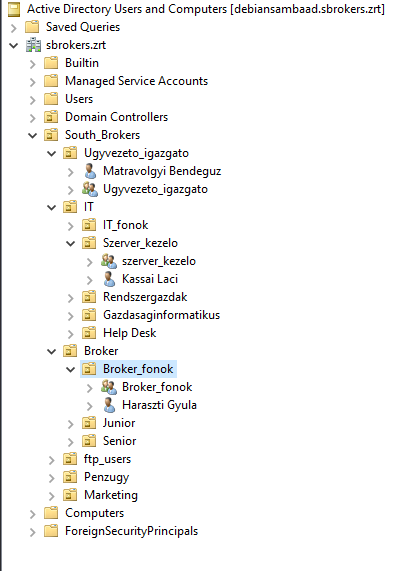 Active Directory Users and Computers [debiansambaad.sbrokers.zrt]
Saved Queries
sbrokers.zrt
Builtin
Managed Service Accounts
Users
Domain Controllers
South_Brokers
Ugyvezeto_igazgato
Matravolgyi Bendeguz
Ugyvezeto_igazgato
IT
IT_fonok
Szerver_kezelo
szerver_kezelo
Kassai Laci
Rendszergazdak
Gazdasaginformatikus
Help Desk
Broker
Broker_fonok
Broker_fonok
Haraszti Gyula
Junior
Senior
ftp_users
Penzugy
Marketing
Computers
ForeignSecurityPrincipals